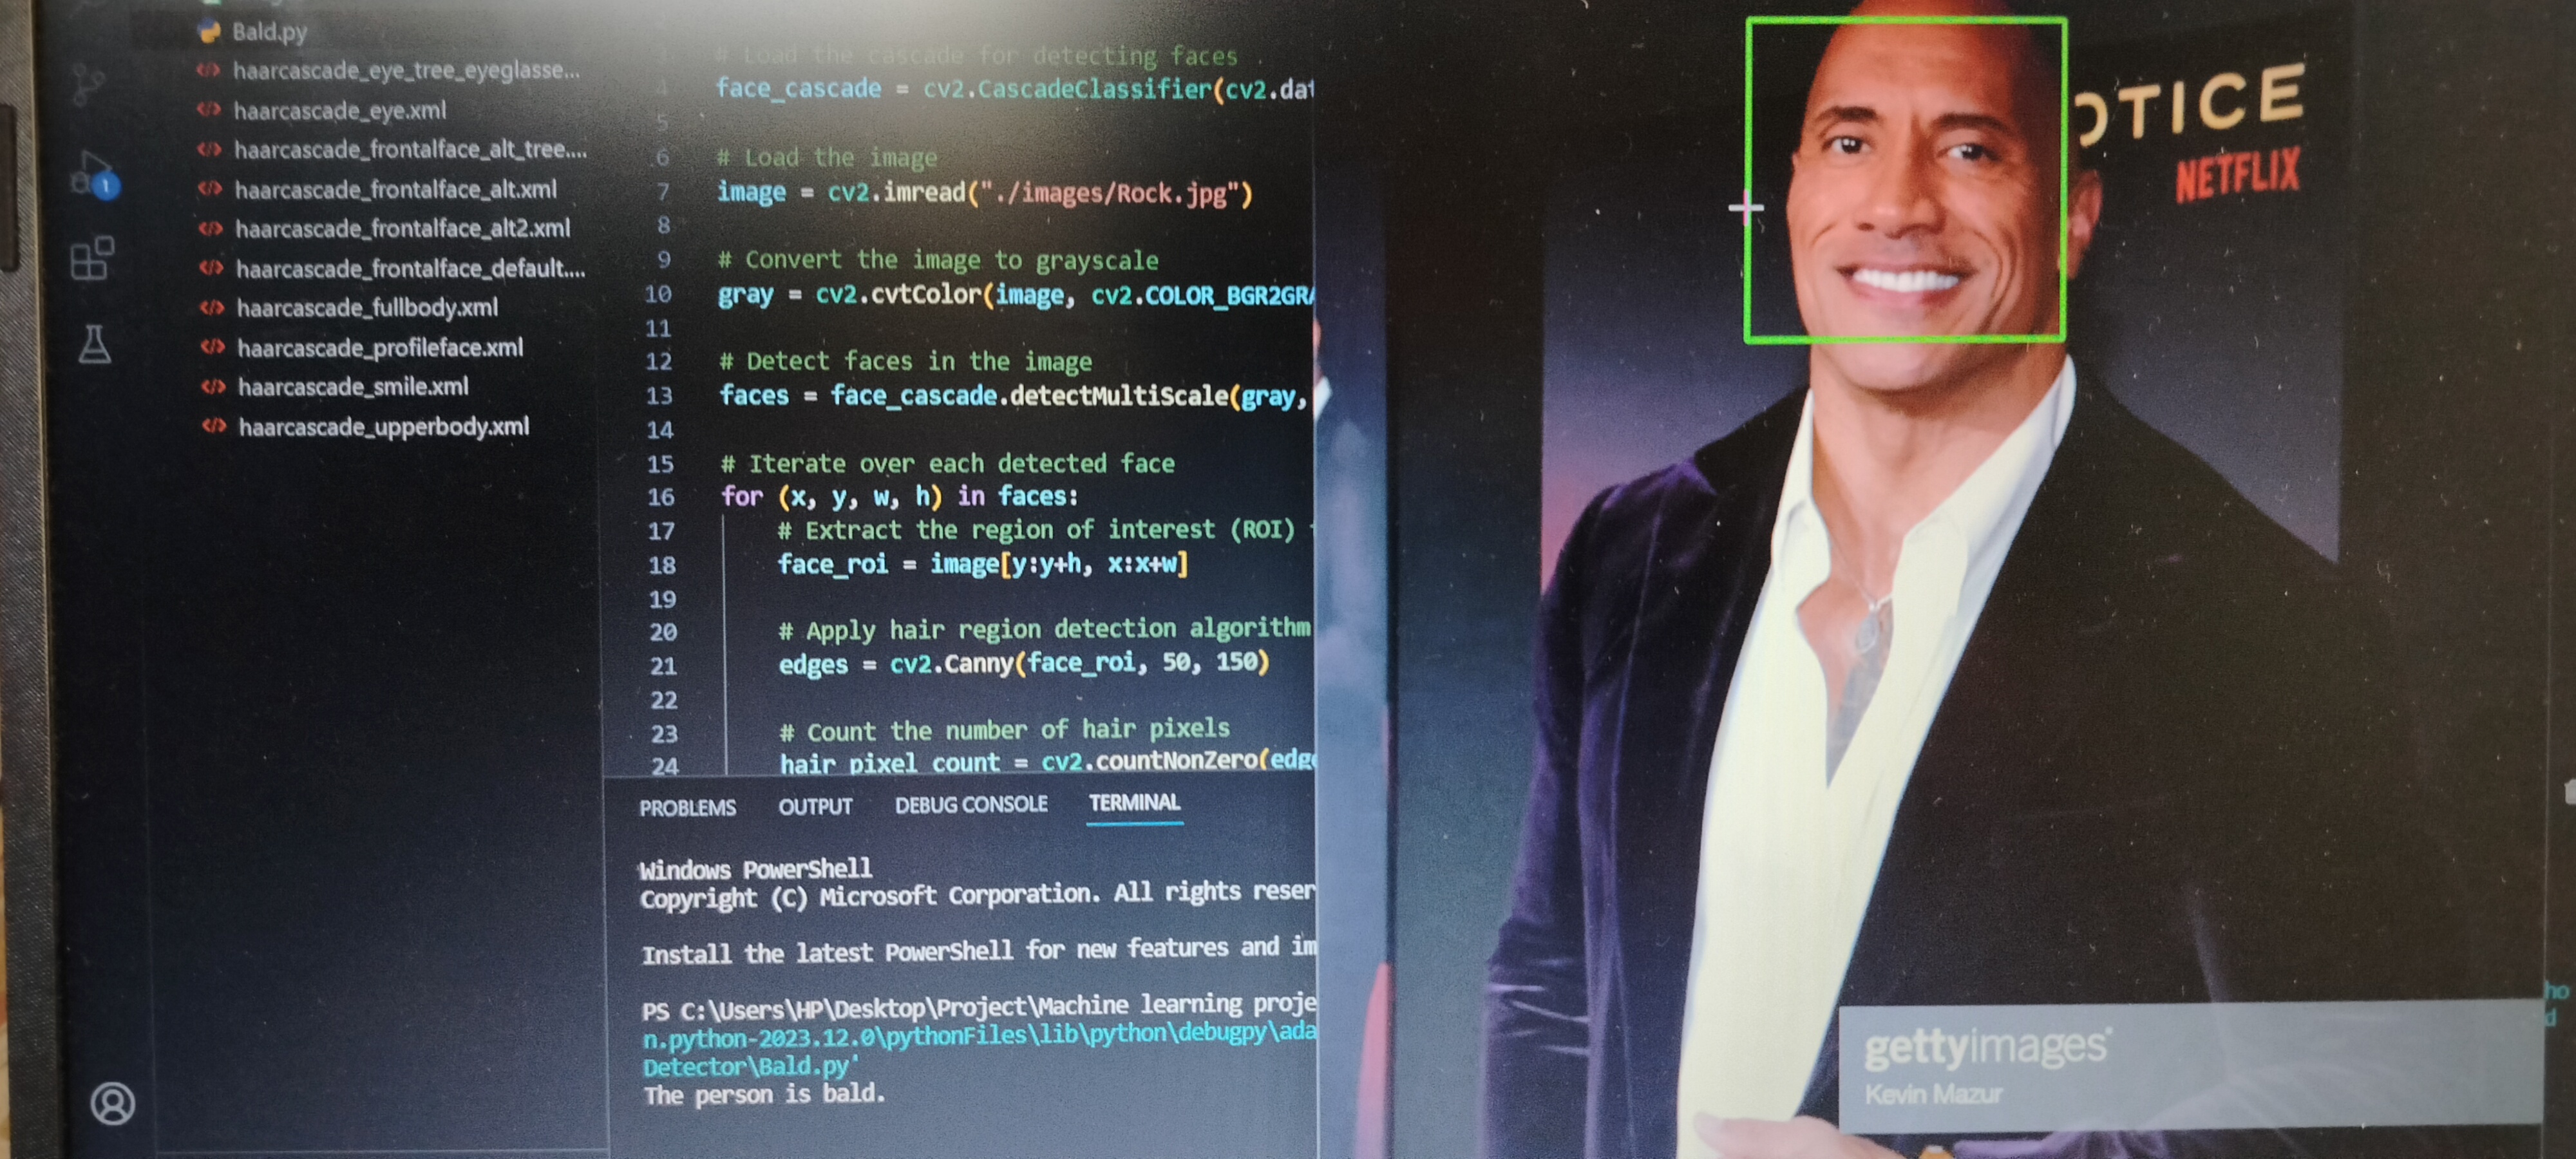 Bald.py
haarcascade_eye_tree_eyeglasse...
haarcascade_eye.xml
haarcascade_frontalface_alt_tree....
haarcascade_frontalface_alt.xml
haarcascade_frontalface_alt2.xml
haarcascade_frontalface_default....
haarcascade_fullbody.xml
haarcascade_profileface.xml
haarcascade_smile.xml
haarcascade_upperbody.xml
1
3 # Load the cascade for detecting faces
4 face_cascade = cv2.CascadeClassifier(cv2.dat
5
6 # Load the image
7 image = cv2.imread("./images/Rock.jpg")
8
9 # Convert the image to grayscale
10 gray = cv2.cvtColor(image, cv2.COLOR_BGR2GRA
11
12 # Detect faces in the image
13 faces = face_cascade.detectMultiScale(gray,
14
15 # Iterate over each detected face
16 for (x, y, w, h) in faces:
17 # Extract the region of interest (ROI)
18 face_roi = image[y:y+h, x:x+w]
19
20 # Apply hair region detection algorithm
21 edges = cv2.Canny(face_roi, 50, 150)
22
23 # Count the number of hair pixels
24 hair_pixel_count = cv2.countNonZero(edge
PROBLEMS OUTPUT DEBUG CONSOLE TERMINAL
Windows PowerShell
Copyright (C) Microsoft Corporation. All rights reser
Install the latest PowerShell for new features and im
PS C:\Users\HP\Desktop\Project\Machine learning proje
n.python-2023.12.0\pythonFiles\lib\python\debugpy\ada
Detector\Bald.py'
The person is bald.
OTICE
NETFLIX
gettyimages®
Kevin Mazur
ho
d